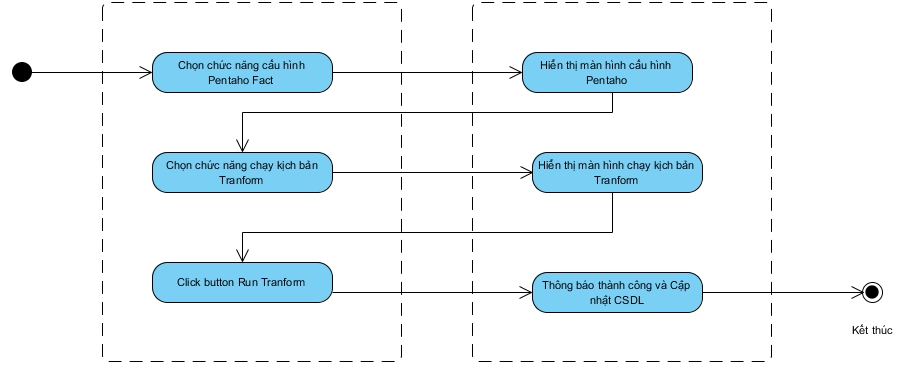 Chọn chức năng cấu hình
Pentaho Fact
Hiển thị màn hình cấu hình
Pentaho
Chọn chức năng chạy kịch bản
Tranform
Hiển thị màn hình chạy kịch bản
Tranform
Click button Run Tranform
Thông báo thành công và Cập
nhật CSDL
Kết thúc